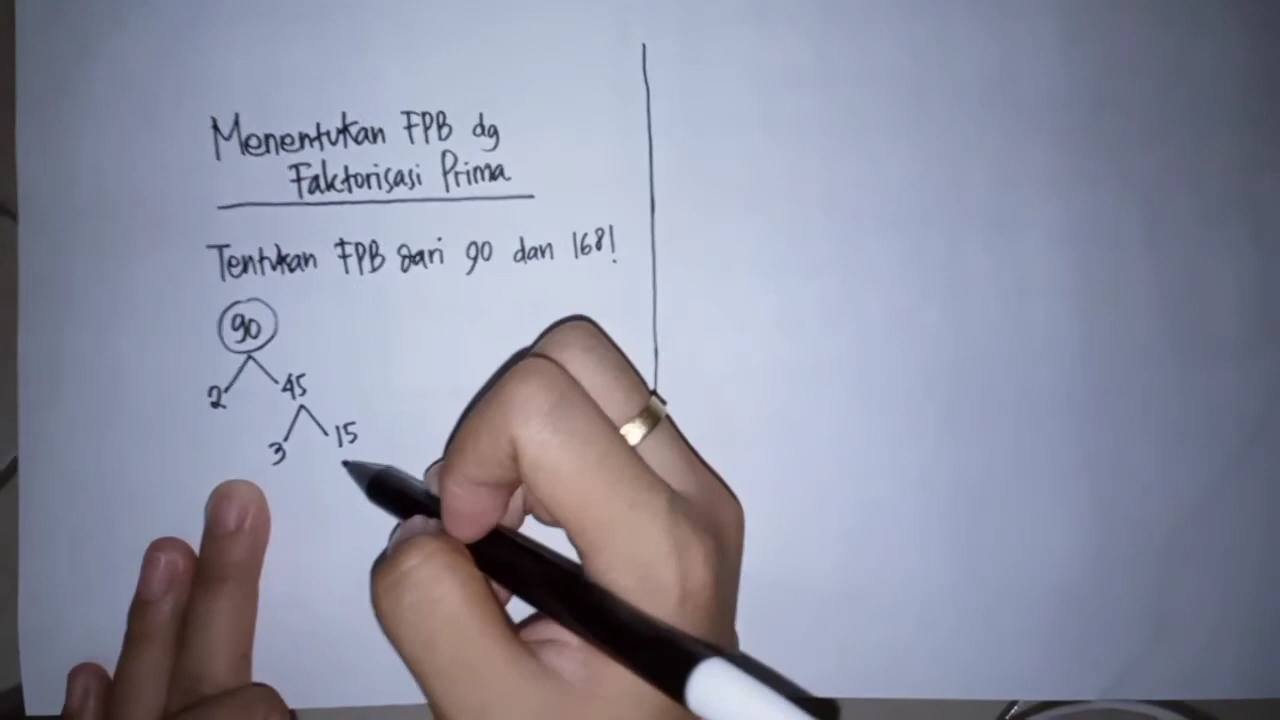 Menentukan FPB dg
Faktorisasi Prima
Tentukan FPB dari 90 dan 168!
90
2 45
3 15